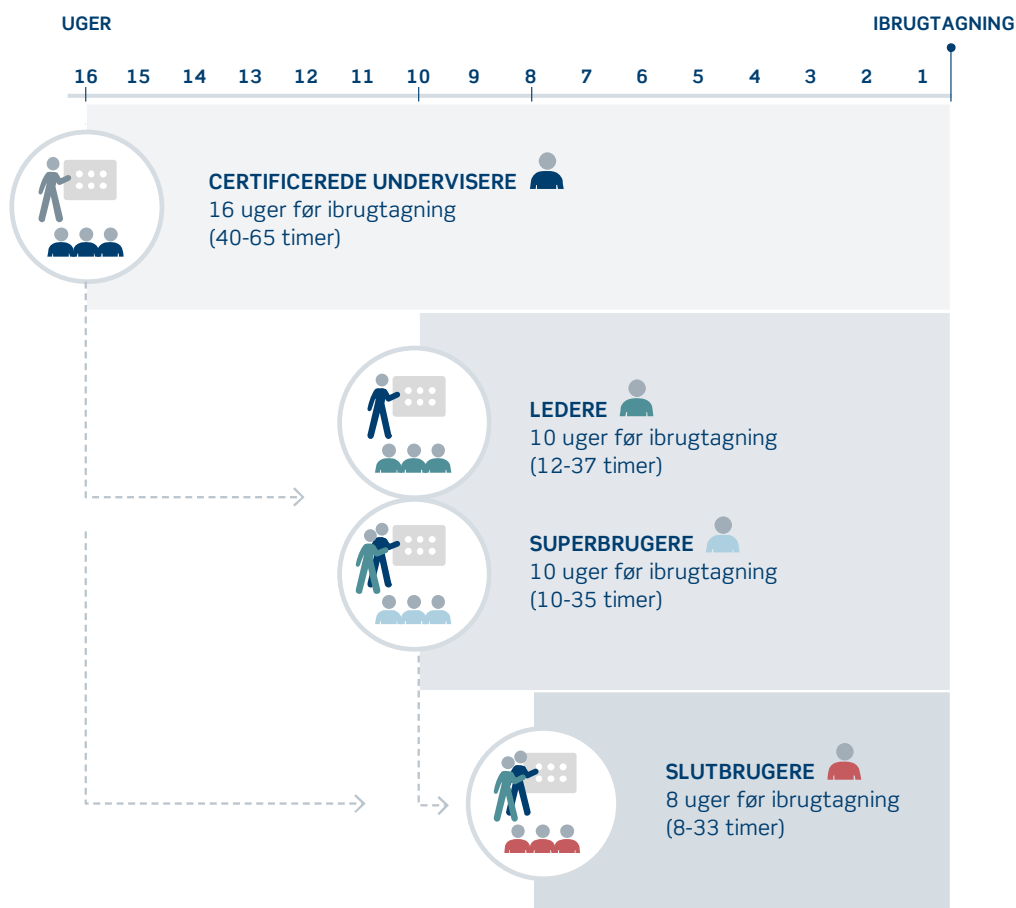 UGER
IBRUGTAGNING
16 15 14 13 12 11 10 9 8 7 6 5 4 3 2 1
CERTIFICEREDE UNDERVISERE
16 uger før ibrugtagning
(40-65 timer)
LEDERE
10 uger før ibrugtagning
(12-37 timer)
SUPERBRUGERE
10 uger før ibrugtagning
(10-35 timer)
SLUTBRUGERE
8 uger før ibrugtagning
(8-33 timer)